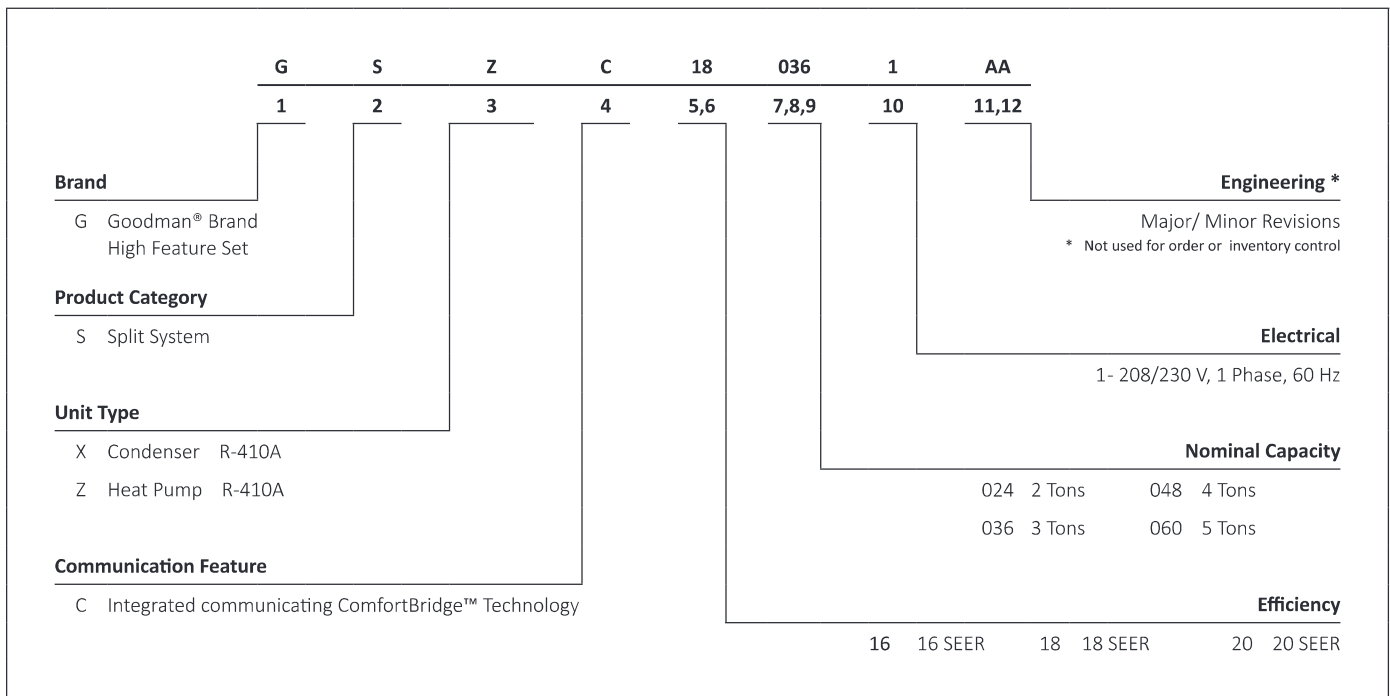 G S Z C 18 036 1 AA
1 2 3 4 5,6 7,8,9 10 11,12
Brand
G Goodman® Brand
High Feature Set
Product Category
S Split System
Unit Type
X Condenser R-410A
Z Heat Pump R-410A
Communication Feature
C Integrated communicating ComfortBridge™ Technology
Engineering *
Major/ Minor Revisions
* Not used for order or inventory control
Electrical
1- 208/230 V, 1 Phase, 60 Hz
Nominal Capacity
024 2 Tons 048 4 Tons
036 3 Tons 060 5 Tons
Efficiency
16 16 SEER 18 18 SEER 20 20 SEER